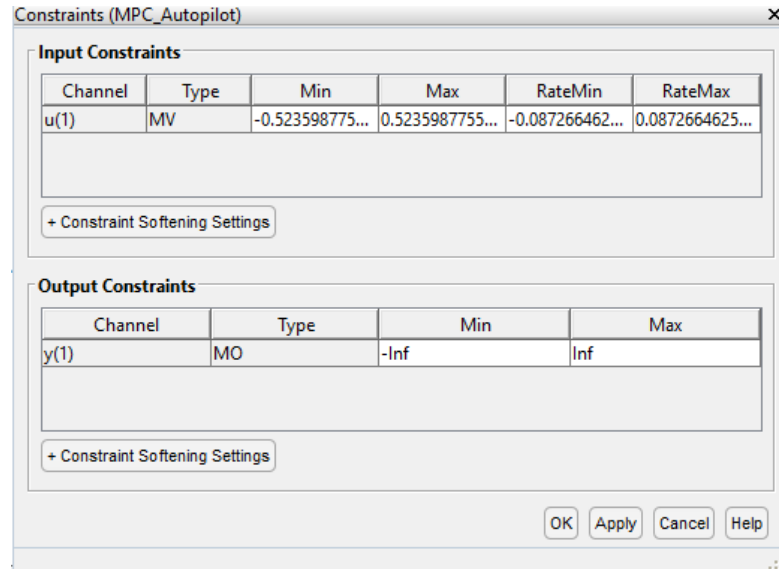 Constraints (MPC_Autopilot)
Input Constraints
Channel Type Min Max RateMin RateMax
u(1) MV -0.523598775... 0.5235987755... -0.087266462... 0.0872664625...
+ Constraint Softening Settings
Output Constraints
Channel Type Min Max
y(1) MO -Inf Inf
+ Constraint Softening Settings
OK Apply Cancel Help